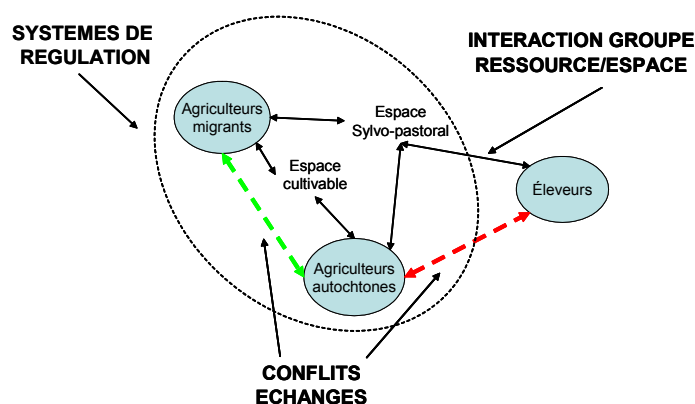 SYSTEMES DE
REGULATION
INTERACTION GROUPE
RESSOURCE/ESPACE
Agriculteurs
migrants
Espace
Sylvo-pastoral
Espace
cultivable
Éleveurs
Agriculteurs
autochtones
CONFLITS
ECHANGES